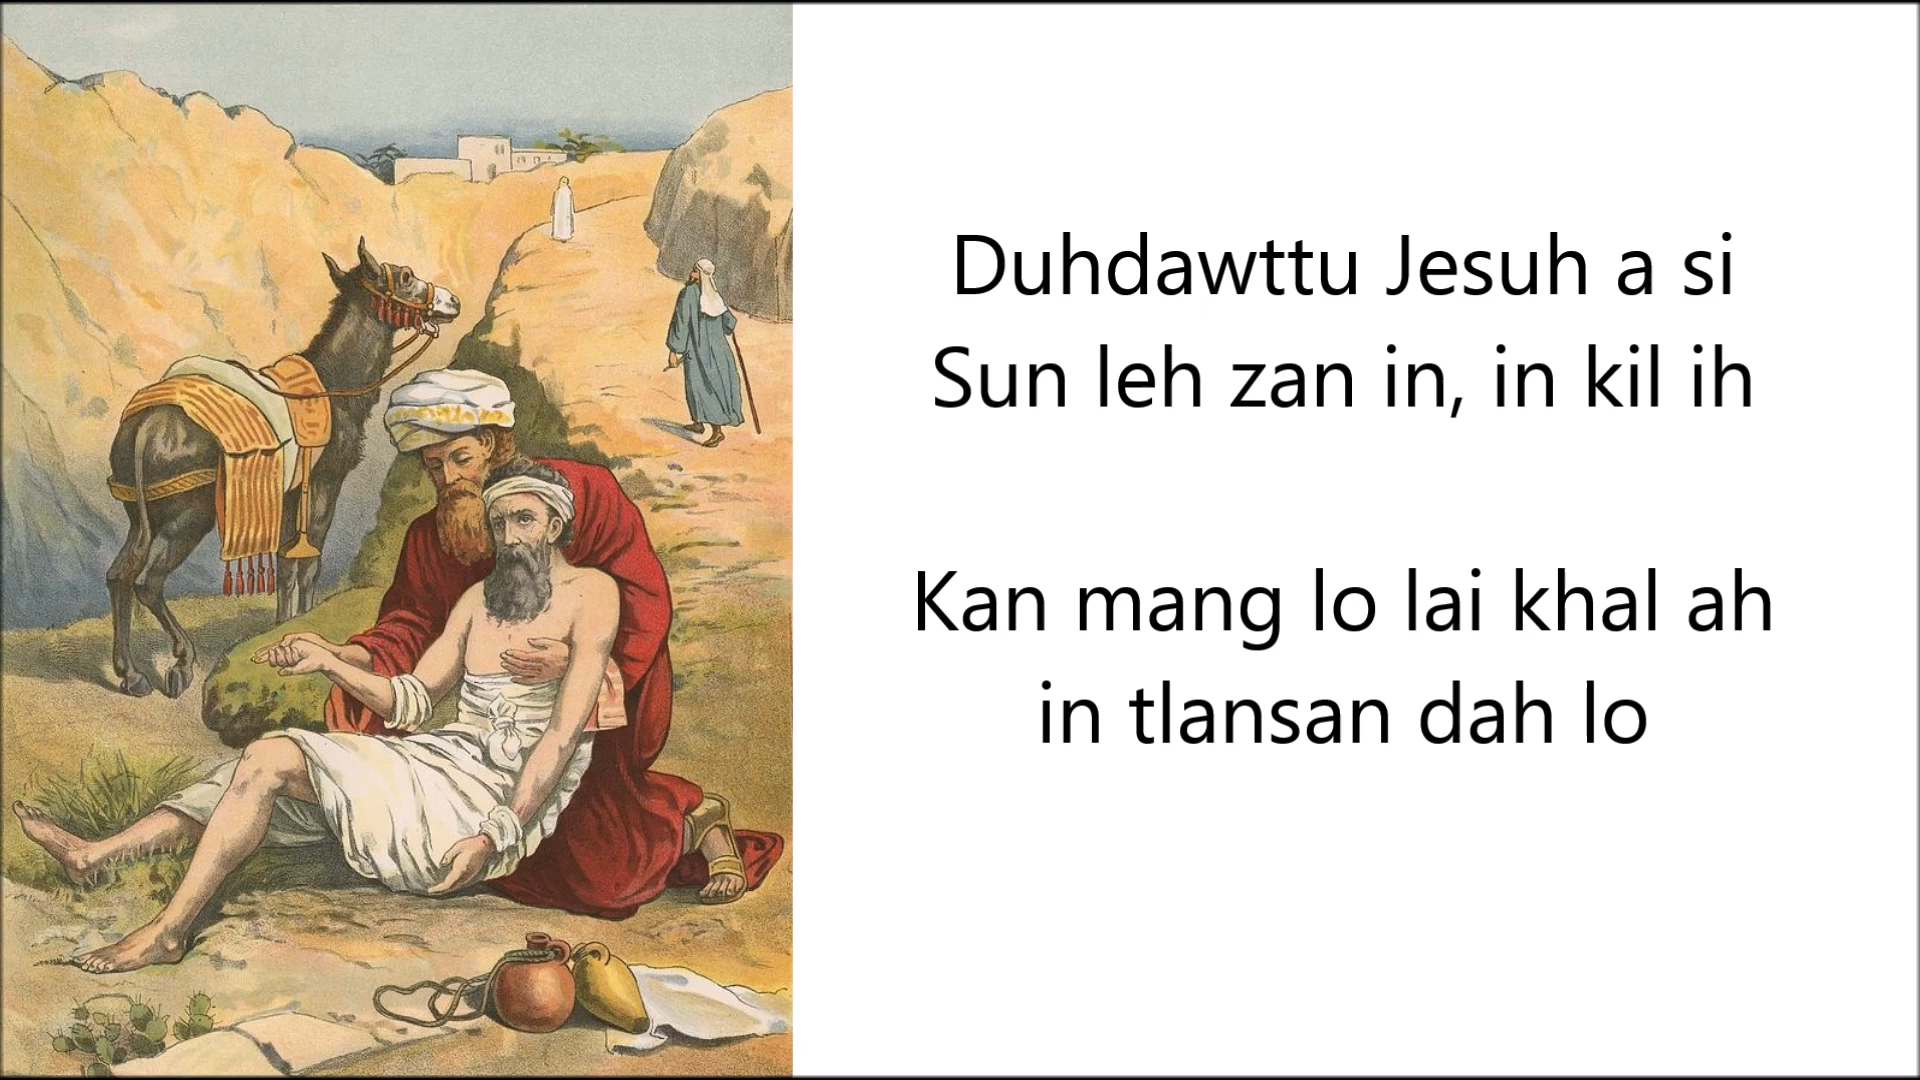 Duhdawttu Jesuh a si
Sun leh zan in, in kil ih
Kan mang lo lai khal ah
in tlansan dah lo